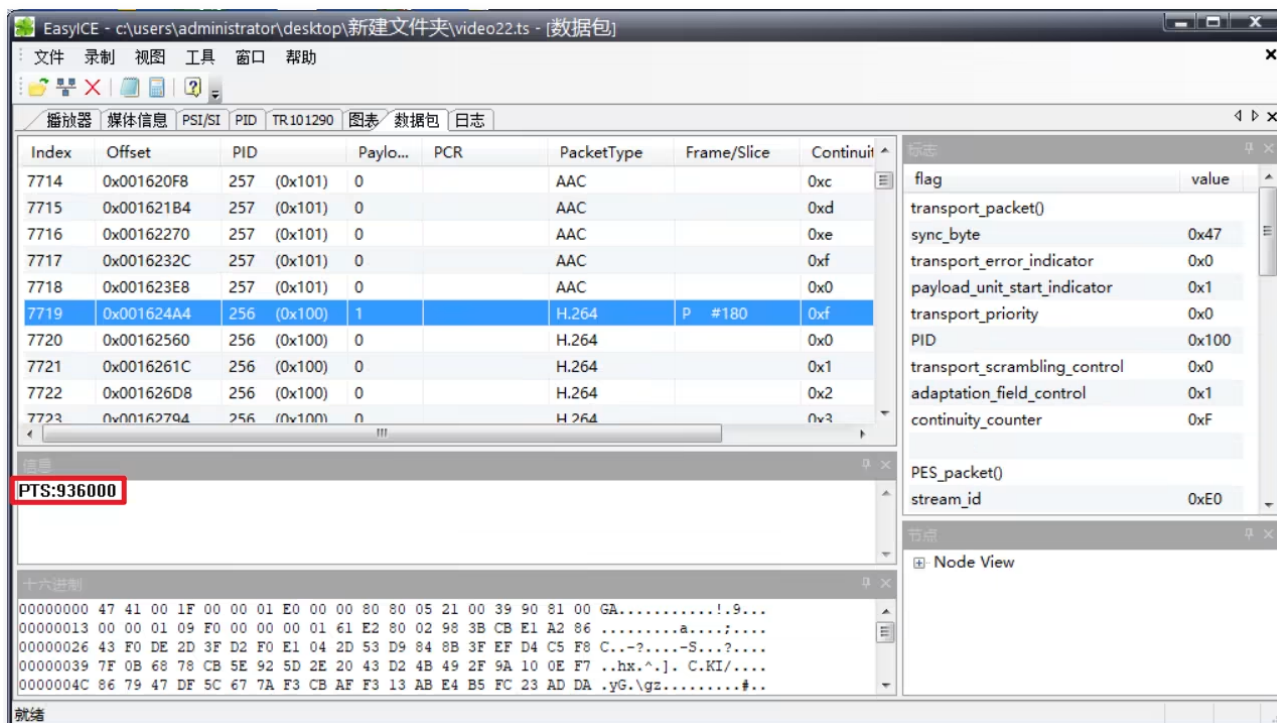 EasyICE - c:\users\administrator\desktop\新建文件夹\video22.ts - [数据包]
文件 录制 视图 工具 窗口 帮助
播放器 媒体信息 PSI/SI PID TR101290 图表 数据包 日志
Index Offset PID Paylo... PCR PacketType Frame/Slice Continuit
7714 0x001620F8 257 (0x101) 0 AAC 0xc
7715 0x001621B4 257 (0x101) 0 AAC 0xd
7716 0x00162270 257 (0x101) 0 AAC 0xe
7717 0x0016232C 257 (0x101) 0 AAC 0xf
7718 0x001623E8 257 (0x101) 0 AAC 0x0
7719 0x001624A4 256 (0x100) 1 H.264 P #180 0xf
7720 0x00162560 256 (0x100) 0 H.264 0x0
7721 0x0016261C 256 (0x100) 0 H.264 0x1
7722 0x001626D8 256 (0x100) 0 H.264 0x2
7723 0x00162794 256 (0x100) 0 H.264 0x3
信息
PTS:936000
十六进制
00000000 47 41 00 1F 00 00 01 E0 00 00 80 80 05 21 00 39 90 81 00 GA...........!.9...
00000013 00 00 01 09 F0 00 00 00 01 61 E2 80 02 98 3B CB E1 A2 86 .........a....;....
00000026 43 F0 DE 2D 3F D2 F0 E1 04 2D 53 D9 84 8B 3F EF D4 C5 F8 C..-?....-S...?....
00000039 7F 0B 68 78 CB 5E 92 5D 2E 20 43 D2 4B 49 2F 9A 10 0E F7 ..hx.^.]. C.KI/....
0000004C 86 79 47 DF 5C 67 7A F3 CB AF F3 13 AB E4 B5 FC 23 AD DA .yG.\gz.........#..
标志
flag value
transport_packet()
sync_byte 0x47
transport_error_indicator 0x0
payload_unit_start_indicator 0x1
transport_priority 0x0
PID 0x100
transport_scrambling_control 0x0
adaptation_field_control 0x1
continuity_counter 0xF
PES_packet()
stream_id 0xE0
节点
Node View
就绪